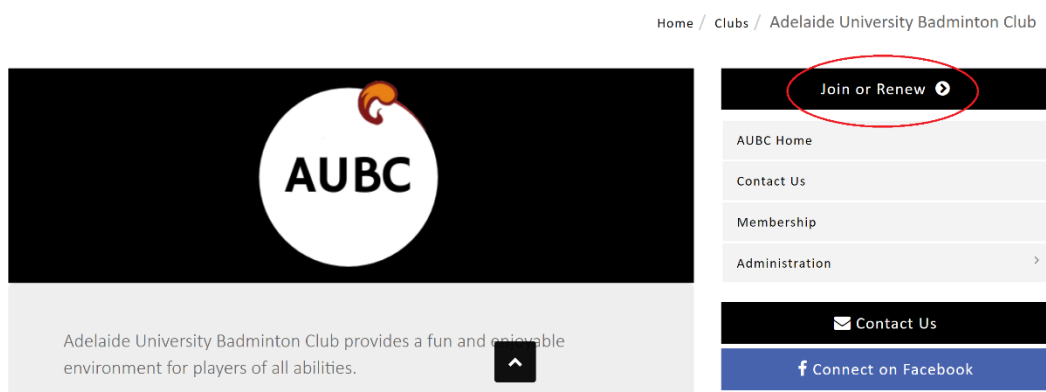 Home / Clubs / Adelaide University Badminton Club
AUBC
Adelaide University Badminton Club provides a fun and enjoyable
environment for players of all abilities.
Join or Renew
AUBC Home
Contact Us
Membership
Administration
Contact Us
Connect on Facebook